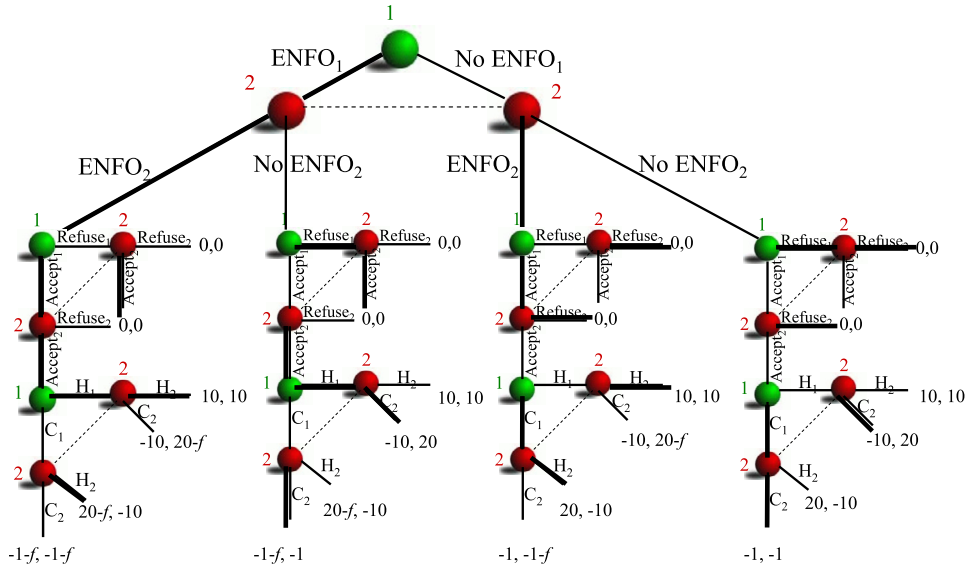 1
ENFO1 No ENFO1
2 2
ENFO2 No ENFO2 ENFO2 No ENFO2
1 Refuse1 2 Refuse2 0,0
Accept1 Accept2
2 Refuse2 0,0
Accept2
1 H1 2 H2 10, 10
C1 C2 -10, 20-f
2 H2 20-f, -10
C2
-1-f, -1-f
1 Refuse1 2 Refuse2 0,0
Accept1 Accept2
2 Refuse2 0,0
Accept2
1 H1 2 H2 10, 10
C1 C2 -10, 20
2 H2 20-f, -10
C2
-1-f, -1
1 Refuse1 2 Refuse2 0,0
Accept1 Accept2
2 Refuse2 0,0
Accept2
1 H1 2 H2 10, 10
C1 C2 -10, 20-f
2 H2 20, -10
C2
-1, -1-f
1 Refuse1 2 Refuse2 0,0
Accept1 Accept2
2 Refuse2 0,0
Accept2
1 H1 2 H2 10, 10
C1 C2 -10, 20
2 H2 20, -10
C2
-1, -1